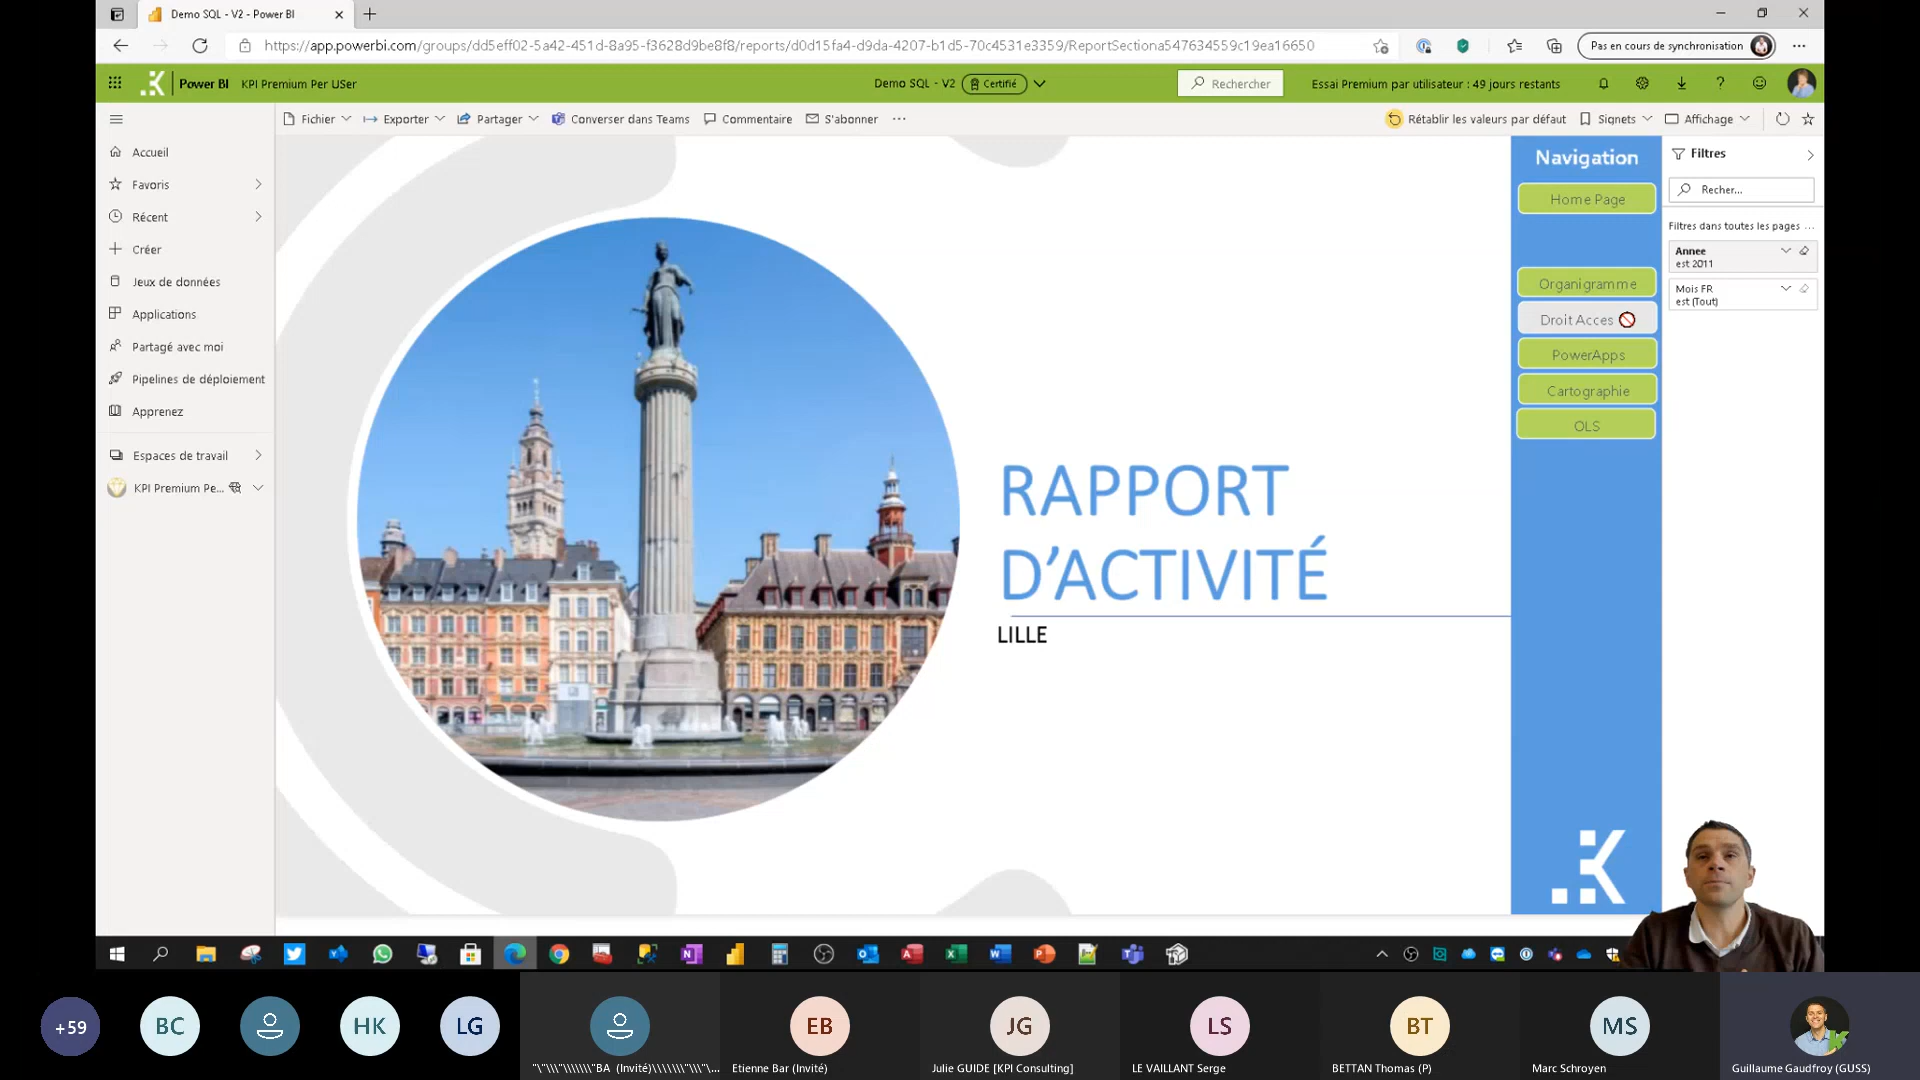 Demo SQL - V2 - Power BI
https://app.powerbi.com/groups/dd5eff02-5a42-451d-8a95-f3628d9be8f8/reports/d0d15fa4-d9da-4207-b1d5-70c4531e3359/ReportSectiona547634559c19ea16650
Pas en cours de synchronisation
Power BI KPI Premium Per USer
Demo SQL - V2 Certifié
Rechercher
Essai Premium par utilisateur : 49 jours restants
Fichier Exporter Partager Converser dans Teams Commentaire S'abonner ...
Rétablir les valeurs par défaut Signets Affichage
Accueil
Favoris
Récent
Créer
Jeux de données
Applications
Partagé avec moi
Pipelines de déploiement
Apprenez
Espaces de travail
KPI Premium Pe...
RAPPORT
D'ACTIVITÉ
LILLE
Navigation
Home Page
Organigramme
Droit Acces
PowerApps
Cartographie
OLS
Filtres
Recher...
Filtres dans toutes les pages ...
Annee
est 2011
Mois FR
est (Tout)
+59
BC
HK
LG
EB
JG
LS
BT
MS
"\"\\\"\\\\\\\"BA (Invité)\\\\\\\"\\\"\...
Etienne Bar (Invité)
Julie GUIDE [KPI Consulting]
LE VAILLANT Serge
BETTAN Thomas (P)
Marc Schroyen
Guillaume Gaudfroy (GUSS)